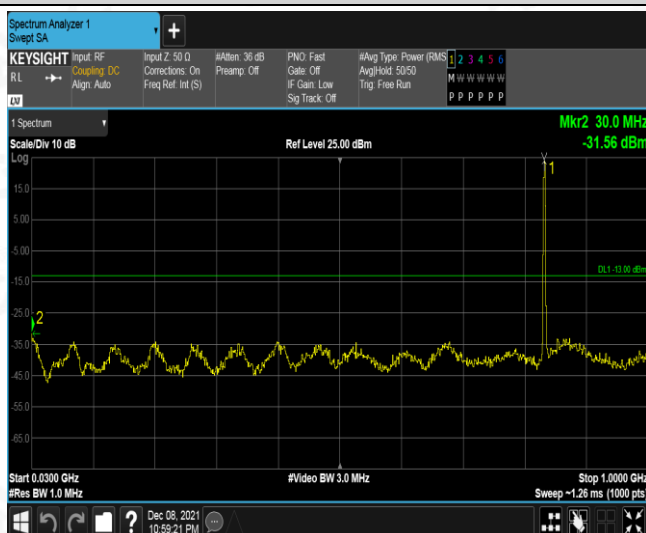 Spectrum Analyzer 1
Swept SA
+
KEYSIGHT Input: RF Input Z: 50 Ω #Atten: 36 dB PNO: Fast #Avg Type: Power (RMS 1 2 3 4 5 6
RL Coupling: DC Corrections: On Preamp: Off Gate: Off Avg|Hold: 50/50 M W W W W W
Align: Auto Freq Ref: Int (S) IF Gain: Low Trig: Free Run
Sig Track: Off P P P P P P
LXI
1 Spectrum
Mkr2 30.0 MHz
Scale/Div 10 dB Ref Level 25.00 dBm -31.56 dBm
Log
1
15.0
5.00
-5.00
DL1 -13.00 dBm
-15.0
-25.0
2
-35.0
-45.0
-55.0
-65.0
Start 0.0300 GHz #Video BW 3.0 MHz Stop 1.0000 GHz
#Res BW 1.0 MHz Sweep ~1.26 ms (1000 pts)
? Dec 08, 2021
10:59:21 PM